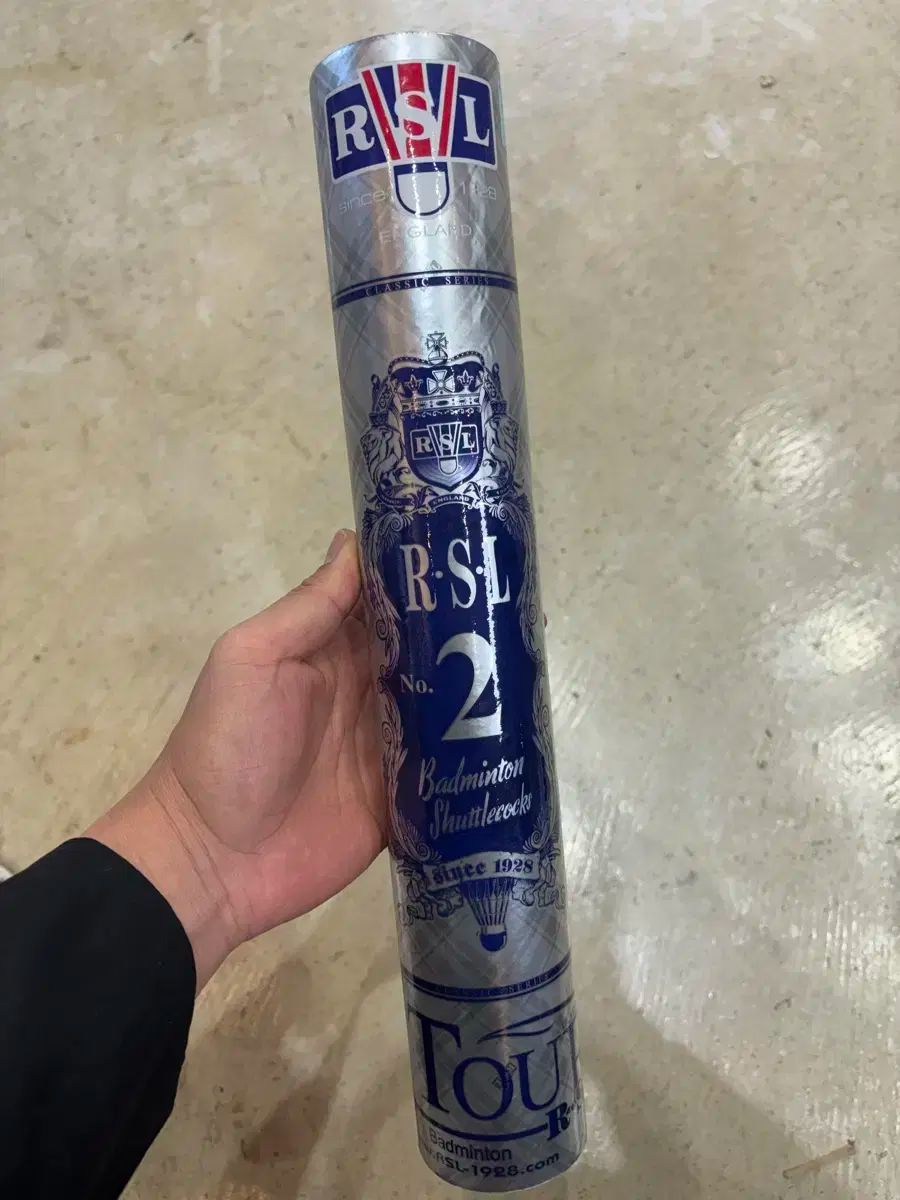 RSL
since 1928
ENGLAND
CLASSIC SERIES
RSL
ENGLAND
R·S·L
No. 2
Badminton
Shuttlecocks
since 1928
CLASSIC SERIES
TOU
Badminton
RSL-1928.com